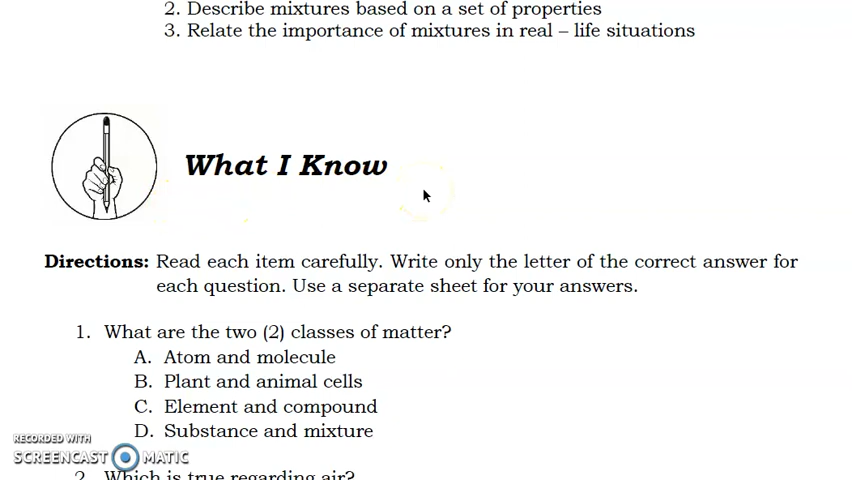 2. Describe mixtures based on a set of properties
3. Relate the importance of mixtures in real – life situations
What I Know
Directions: Read each item carefully. Write only the letter of the correct answer for
each question. Use a separate sheet for your answers.
1. What are the two (2) classes of matter?
A. Atom and molecule
B. Plant and animal cells
C. Element and compound
D. Substance and mixture
RECORDED WITH
SCREENCAST MATIC
2. Which is true regarding air?